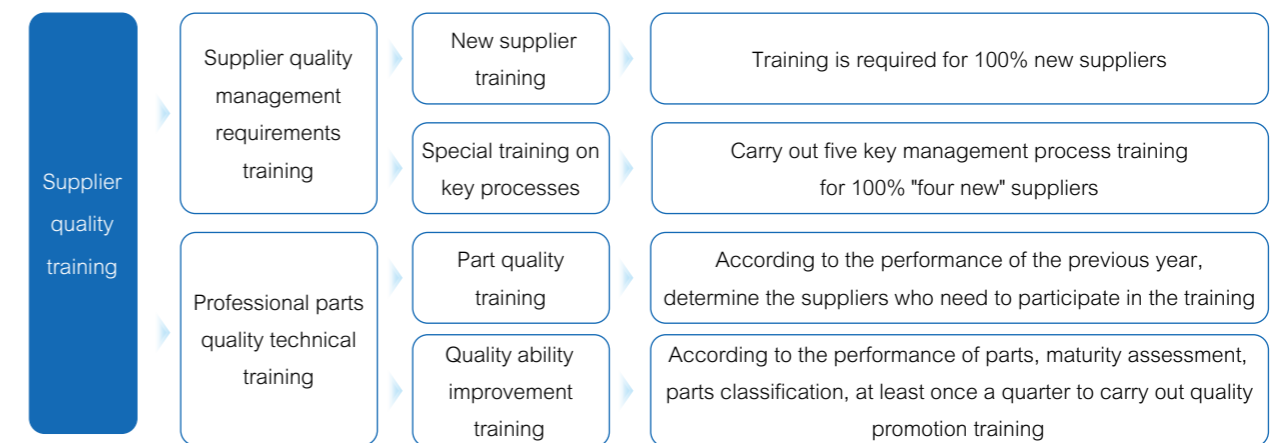 Supplier
quality
training
Supplier quality
management
requirements
training
New supplier
training
Training is required for 100% new suppliers
Special training on
key processes
Carry out five key management process training
for 100% "four new" suppliers
Professional parts
quality technical
training
Part quality
training
According to the performance of the previous year,
determine the suppliers who need to participate in the training
Quality ability
improvement
training
According to the performance of parts, maturity assessment,
parts classification, at least once a quarter to carry out quality
promotion training